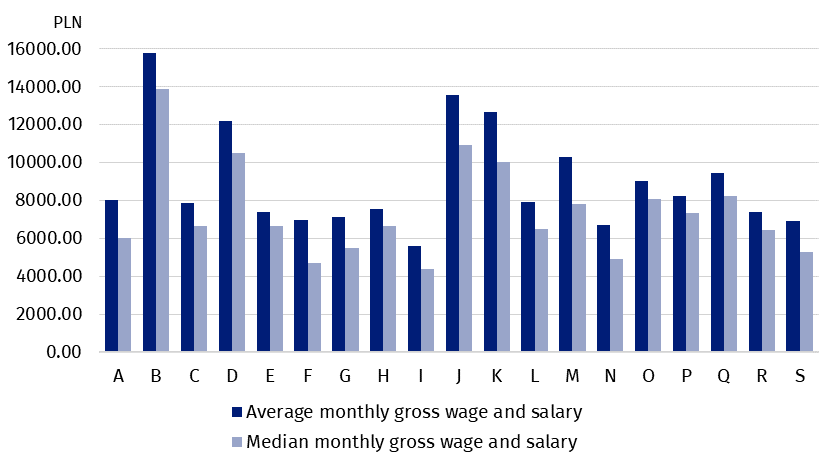 PLN
16000.00
14000.00
12000.00
10000.00
8000.00
6000.00
4000.00
2000.00
0.00
A B C D E F G H I J K L M N O P Q R S
Average monthly gross wage and salary
Median monthly gross wage and salary